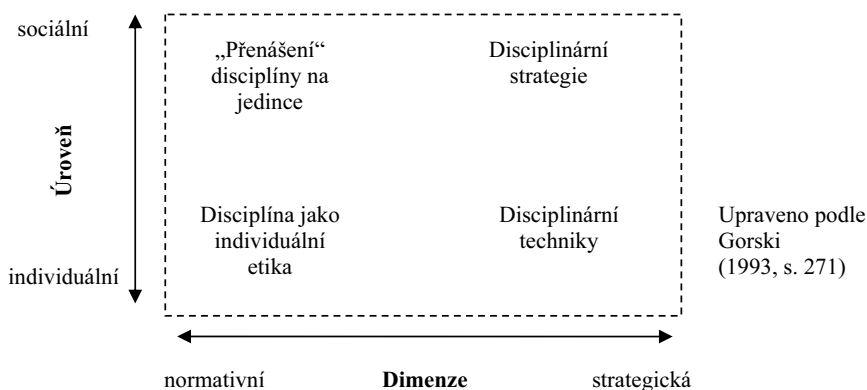 sociální
„Přenášení“
disciplíny na
jedince
Disciplinární
strategie
Úroveň
Disciplína jako
individuální
etika
Disciplinární
techniky
Upraveno podle
Gorski
(1993, s. 271)
individuální
normativní
Dimenze
strategická